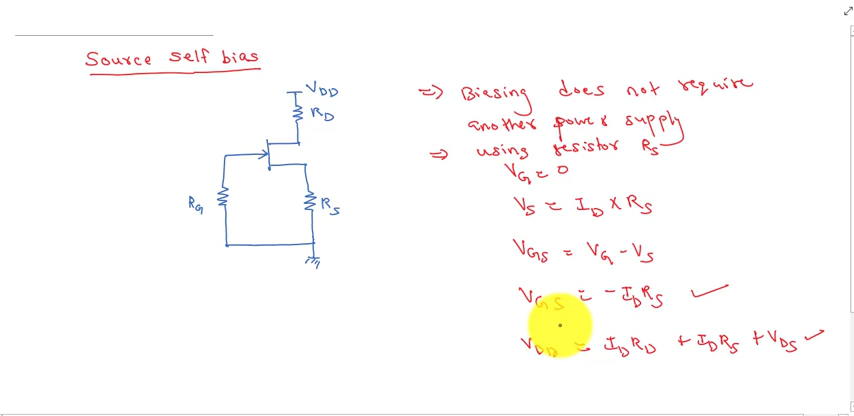 Source self bias
VDD
RD
RG
RS
=> Biasing does not require
another power supply
=> using resistor RS
VG = 0
VS = ID × RS
VGS = VG - VS
VGS = -IDRS ✓
VDD = IDRD + IDRS + VDS ✓